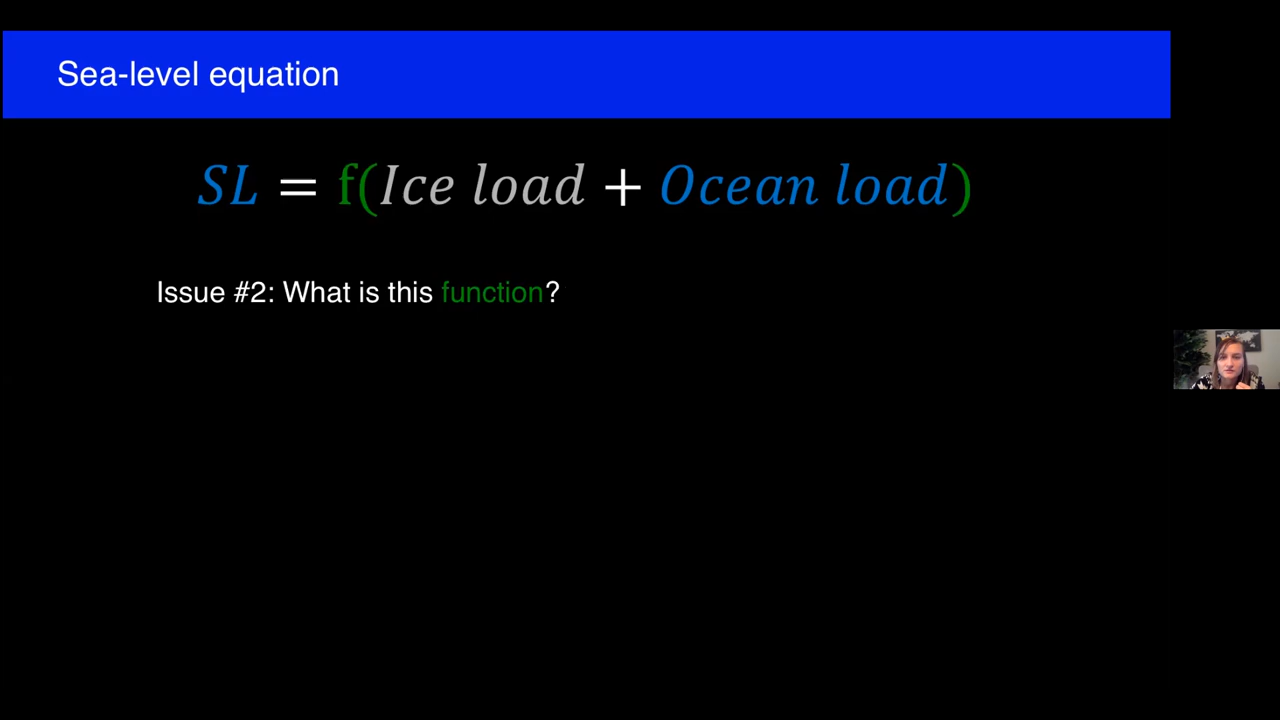 Sea-level equation
SL = f(Ice load + Ocean load)
Issue #2: What is this function?